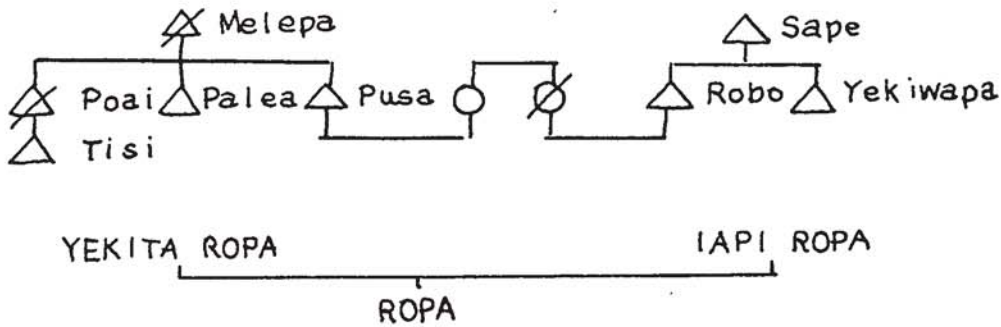 Melepa
Sape
Poai Palea Pusa Robo Yekiwapa
Tisi
YEKITA ROPA IAPI ROPA
ROPA